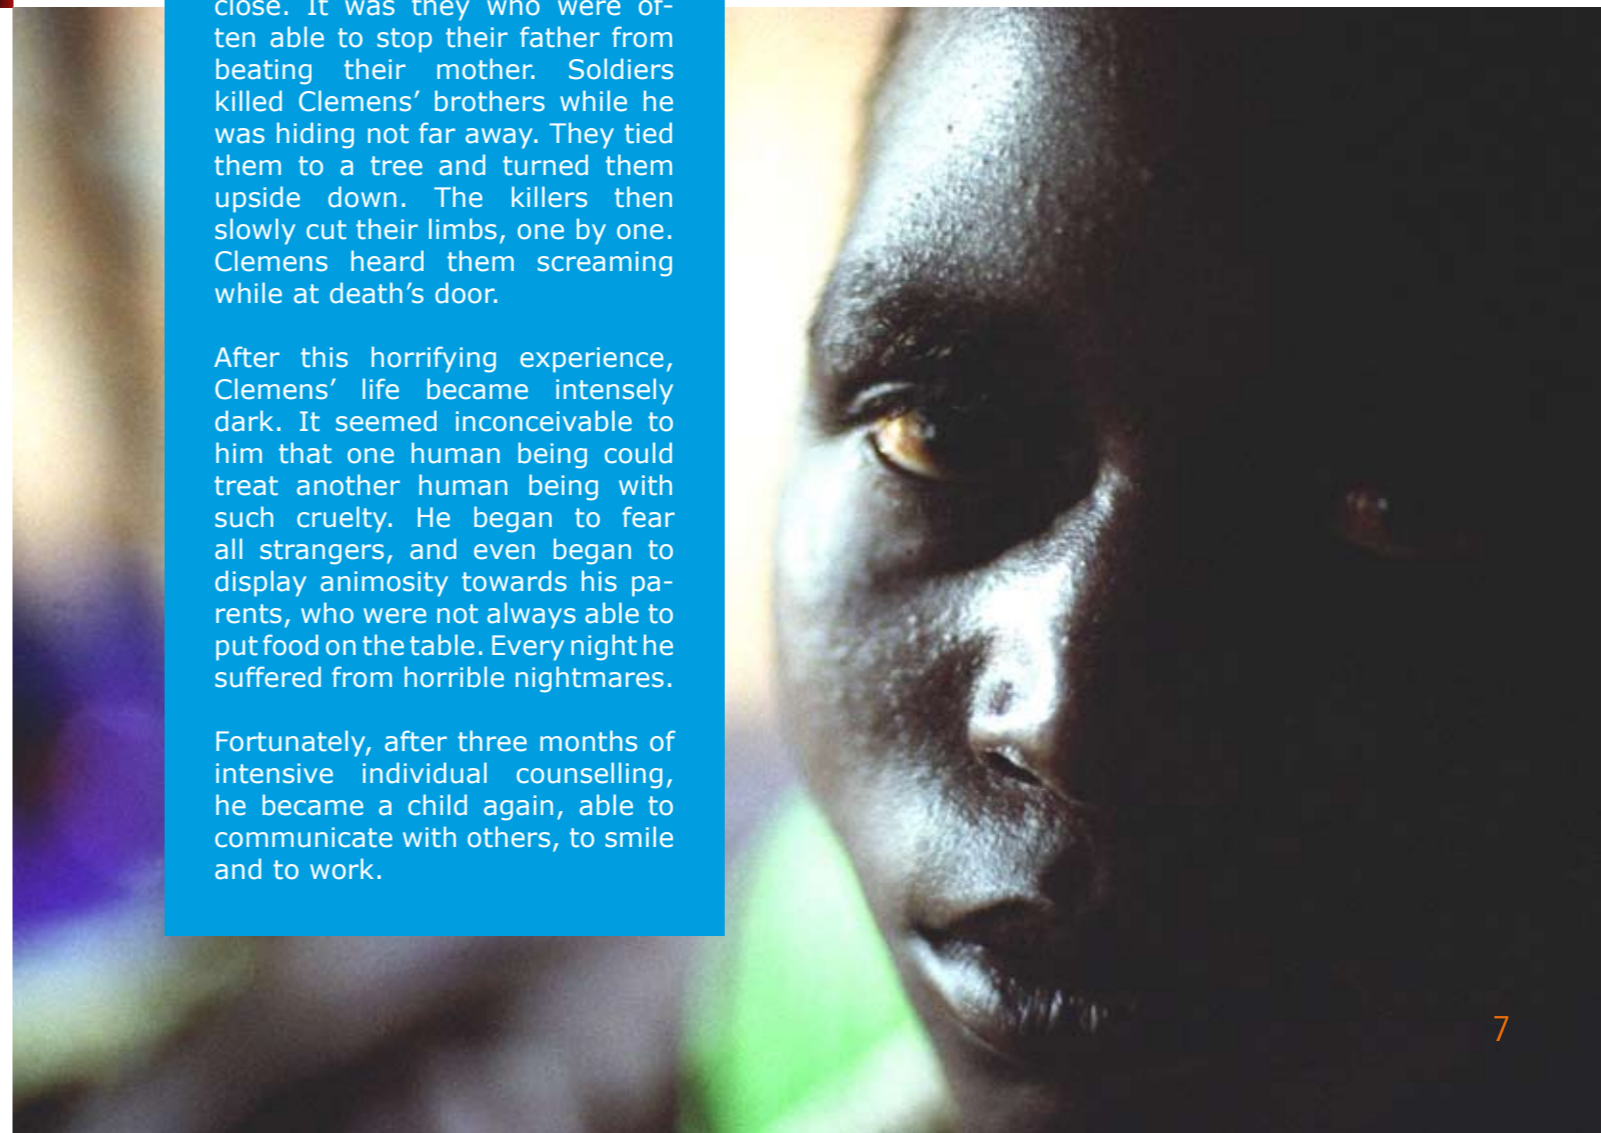 close. It was they who were of-
ten able to stop their father from
beating their mother. Soldiers
killed Clemens’ brothers while he
was hiding not far away. They tied
them to a tree and turned them
upside down. The killers then
slowly cut their limbs, one by one.
Clemens heard them screaming
while at death’s door.

After this horrifying experience,
Clemens’ life became intensely
dark. It seemed inconceivable to
him that one human being could
treat another human being with
such cruelty. He began to fear
all strangers, and even began to
display animosity towards his pa-
rents, who were not always able to
put food on the table. Every night he
suffered from horrible nightmares.

Fortunately, after three months of
intensive individual counselling,
he became a child again, able to
communicate with others, to smile
and to work.

7